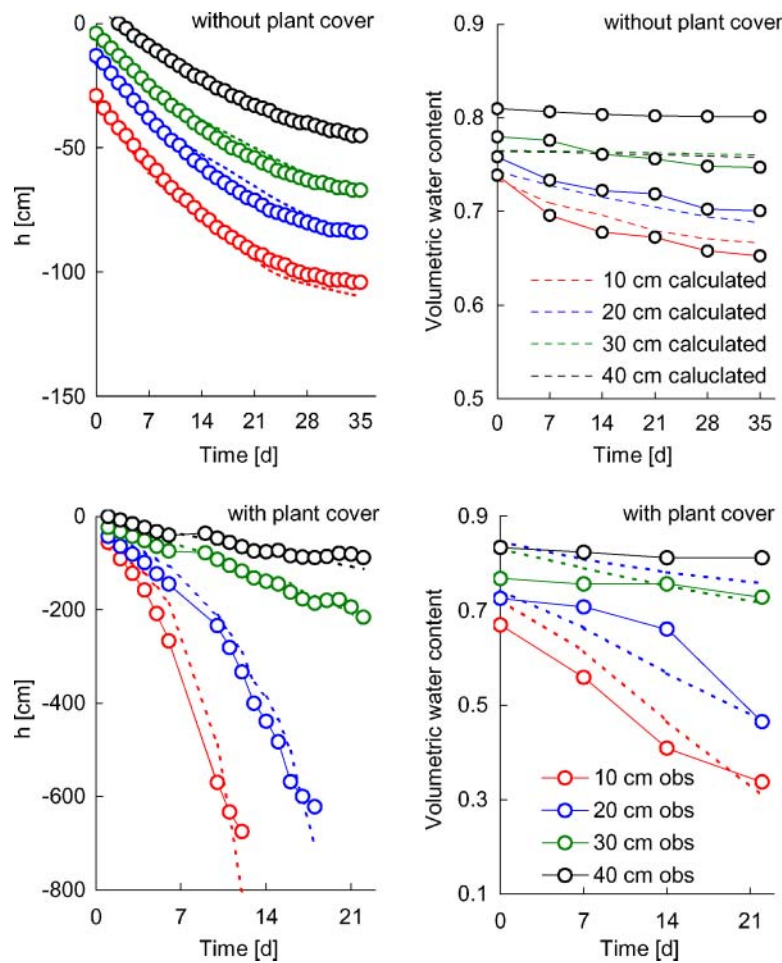 without plant cover
0
-50
-100
-150
h [cm]
0 7 14 21 28 35
Time [d]
without plant cover
0.9
0.8
0.7
0.6
0.5
Volumetric water content
10 cm calculated
20 cm calculated
30 cm calculated
40 cm caluclated
0 7 14 21 28 35
Time [d]
with plant cover
0
-200
-400
-600
-800
h [cm]
0 7 14 21
Time [d]
with plant cover
0.9
0.7
0.5
0.3
0.1
Volumetric water content
10 cm obs
20 cm obs
30 cm obs
40 cm obs
0 7 14 21
Time [d]